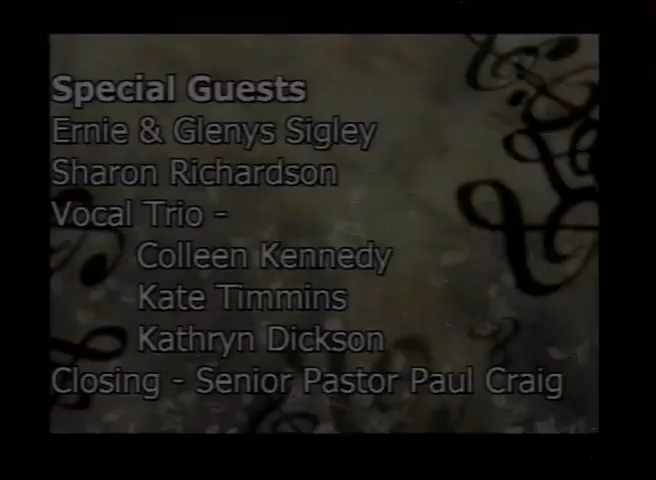 Special Guests
Ernie & Glenys Sigley
Sharon Richardson
Vocal Trio -
Colleen Kennedy
Kate Timmins
Kathryn Dickson
Closing - Senior Pastor Paul Craig